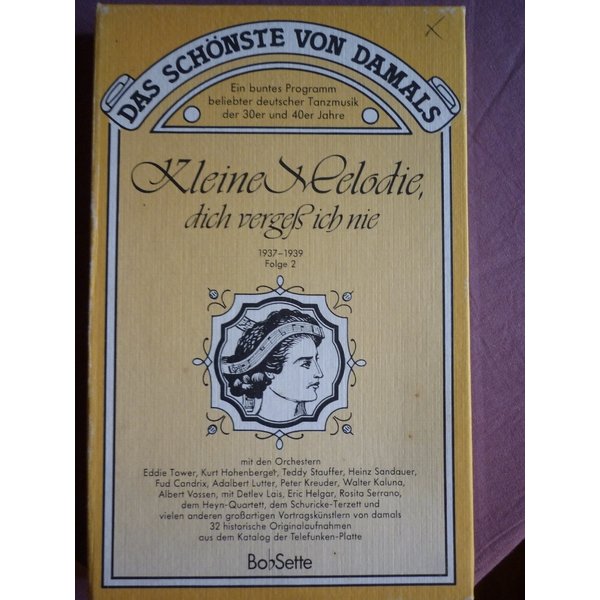 DAS SCHÖNSTE VON DAMALS
Ein buntes Programm
beliebter deutscher Tanzmusik
der 30er und 40er Jahre
Kleine Melodie,
dich vergeß ich nie
1937–1939
Folge 2
mit den Orchestern
Eddie Tower, Kurt Hohenberget, Teddy Stauffer, Heinz Sandauer,
Fud Candrix, Adalbert Lutter, Peter Kreuder, Walter Kaluna,
Albert Vossen, mit Detlev Lais, Eric Helgar, Rosita Serrano,
dem Heyn-Quartett, dem Schuricke-Terzett und
vielen anderen großartigen Vortragskünstlern von damals
32 historische Originalaufnahmen
aus dem Katalog der Telefunken-Platte
BobSette